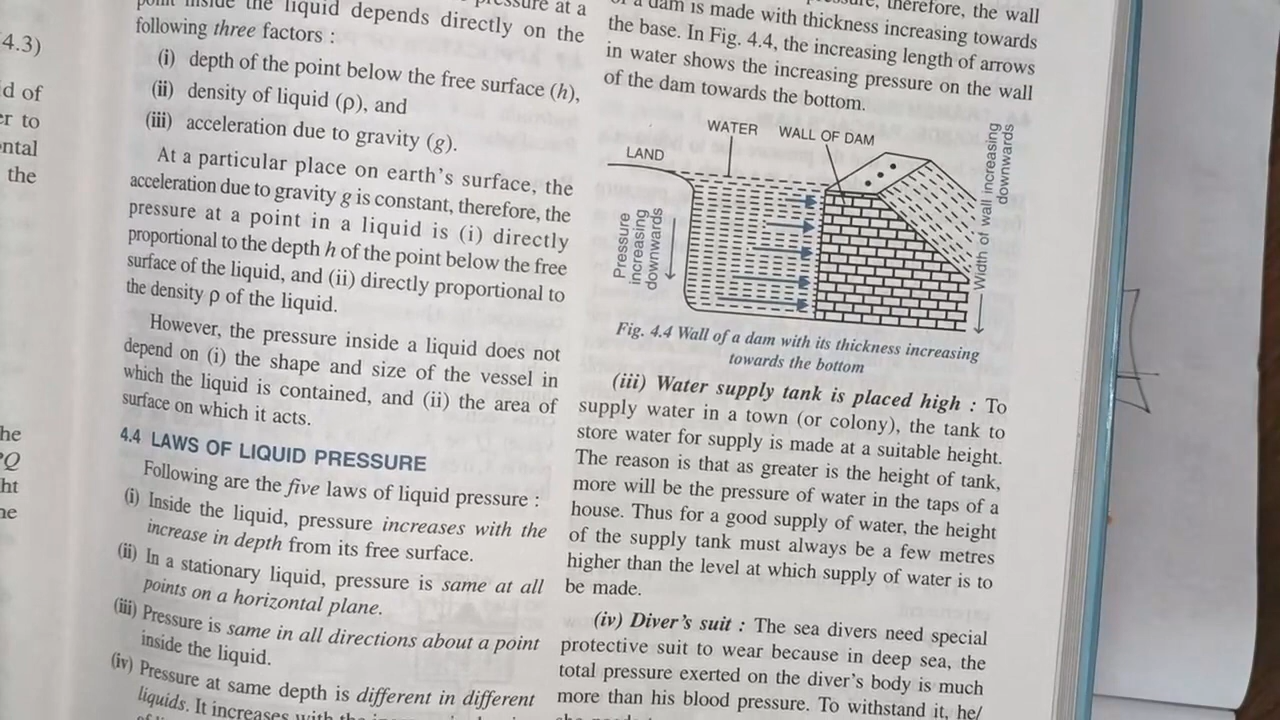 4.3)
d of
er to
ental
the
he
PQ
ht
ne
inside the liquid depends directly on the
following three factors :
(i) depth of the point below the free surface (h),
(ii) density of liquid (ρ), and
(iii) acceleration due to gravity (g).
At a particular place on earth's surface, the
acceleration due to gravity g is constant, therefore, the
pressure at a point in a liquid is (i) directly
proportional to the depth h of the point below the free
surface of the liquid, and (ii) directly proportional to
the density ρ of the liquid.
However, the pressure inside a liquid does not
depend on (i) the shape and size of the vessel in
which the liquid is contained, and (ii) the area of
surface on which it acts.
4.4 LAWS OF LIQUID PRESSURE
Following are the five laws of liquid pressure :
(i) Inside the liquid, pressure increases with the
increase in depth from its free surface.
(ii) In a stationary liquid, pressure is same at all
points on a horizontal plane.
(iii) Pressure is same in all directions about a point
inside the liquid.
(iv) Pressure at same depth is different in different
liquids. It increases with the
therefore, the wall
of a dam is made with thickness increasing towards
the base. In Fig. 4.4, the increasing length of arrows
in water shows the increasing pressure on the wall
of the dam towards the bottom.
WATER
WALL OF DAM
LAND
Pressure
increasing
downwards
Width of wall increasing
downwards
Fig. 4.4 Wall of a dam with its thickness increasing
towards the bottom
(iii) Water supply tank is placed high : To
supply water in a town (or colony), the tank to
store water for supply is made at a suitable height.
The reason is that as greater is the height of tank,
more will be the pressure of water in the taps of a
house. Thus for a good supply of water, the height
of the supply tank must always be a few metres
higher than the level at which supply of water is to
be made.
(iv) Diver's suit : The sea divers need special
protective suit to wear because in deep sea, the
total pressure exerted on the diver's body is much
more than his blood pressure. To withstand it, he/